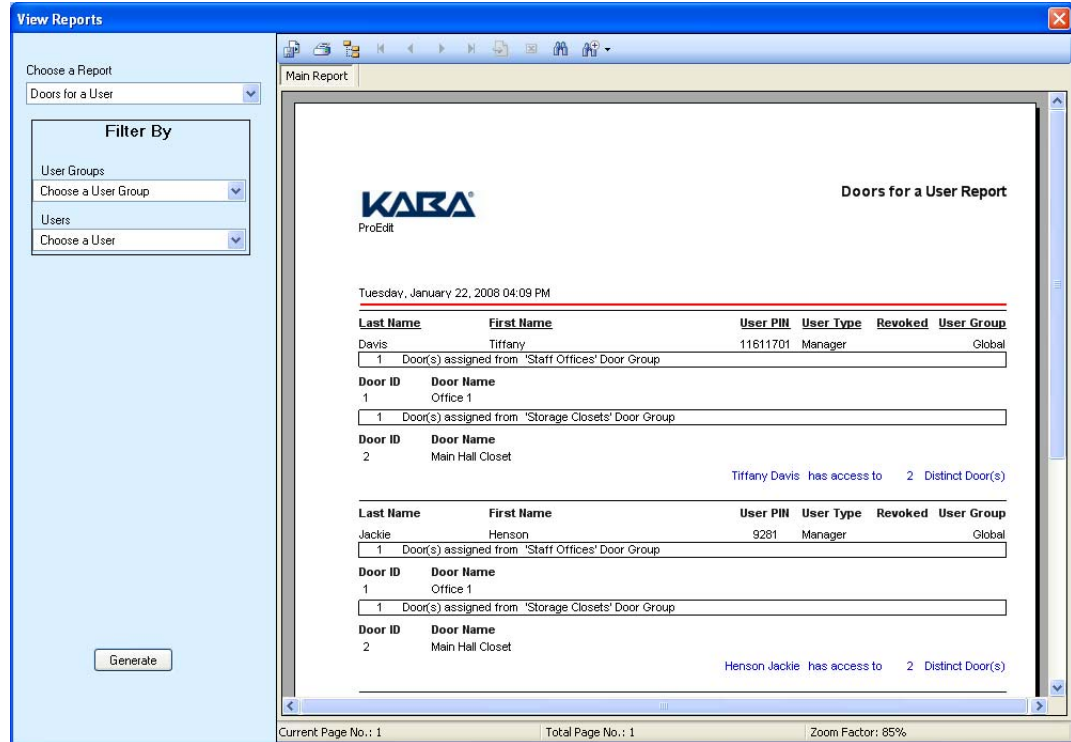 View Reports
Choose a Report
Doors for a User
Filter By
User Groups
Choose a User Group
Users
Choose a User
Generate
Main Report
KABA
ProEdit
Doors for a User Report
Tuesday, January 22, 2008 04:09 PM
Last Name First Name User PIN User Type Revoked User Group
Davis Tiffany 11611701 Manager Global
1 Door(s) assigned from 'Staff Offices' Door Group
Door ID Door Name
1 Office 1
1 Door(s) assigned from 'Storage Closets' Door Group
Door ID Door Name
2 Main Hall Closet
Tiffany Davis has access to 2 Distinct Door(s)
Last Name First Name User PIN User Type Revoked User Group
Jackie Henson 9281 Manager Global
1 Door(s) assigned from 'Staff Offices' Door Group
Door ID Door Name
1 Office 1
1 Door(s) assigned from 'Storage Closets' Door Group
Door ID Door Name
2 Main Hall Closet
Henson Jackie has access to 2 Distinct Door(s)
Current Page No.: 1 Total Page No.: 1 Zoom Factor: 85%